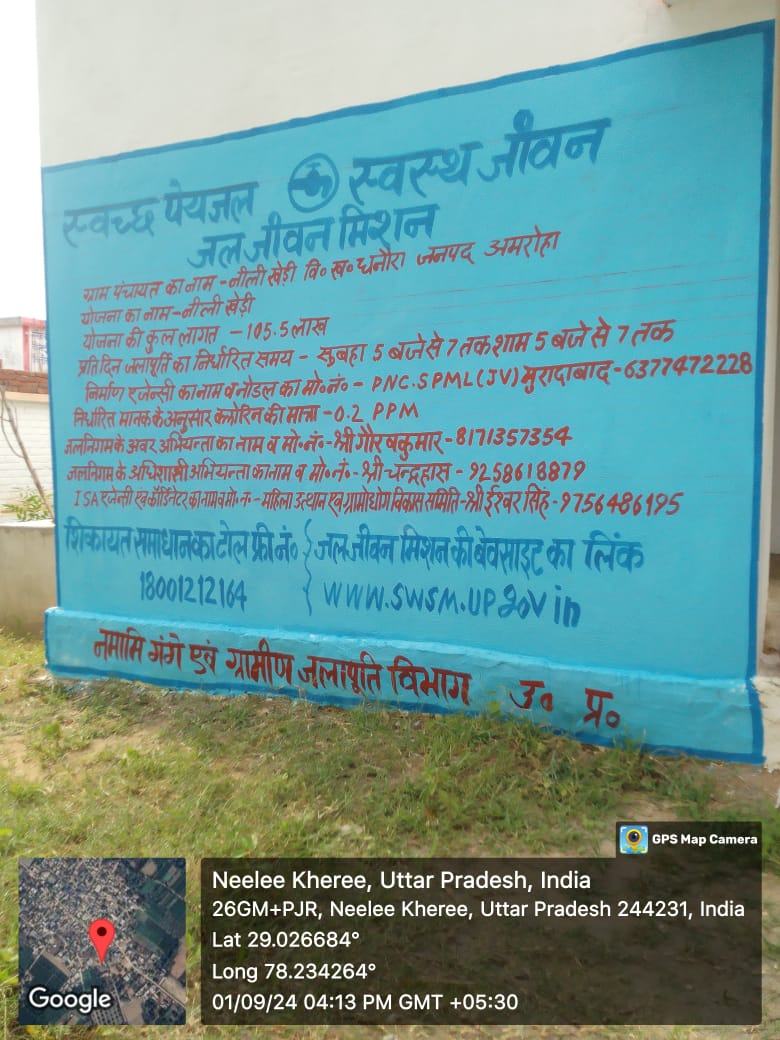 स्वच्छ पेयजल स्वस्थ जीवन
जल जीवन मिशन
ग्राम पंचायत का नाम - नीली खेड़ी वि० ख० धनौरा जनपद अमरोहा
योजना का नाम - नीली खेड़ी
योजना की कुल लागत - 105.5 लाख
प्रतिदिन जलापूर्ति का निर्धारित समय - सुबहा 5 बजे से 7 तक शाम 5 बजे से 7 तक
निर्माण एजेन्सी का नाम व नोडल का मो० नं० - PNC.SPML(JV) मुरादाबाद - 6377472228
निर्धारित मानक के अनुसार क्लोरिन की मात्रा - 0.2 PPM
जलनिगम के अवर अभियन्ता का नाम व मो० नं० - श्री गौरवकुमार - 8171357354
जलनिगम के अधिशासी अभियन्ता का नाम व मो० नं० - श्री चन्द्रहास - 9258618879
ISA एजेन्सी एवं कोर्डिनेटर का नाम व मो० न० - महिला उत्थान एवं ग्रामोद्योग विकास समिति - श्री ईश्वर सिंह - 9756486195
शिकायत समाधान का टोल फ्री नं० { जल जीवन मिशन की बेवसाइट का लिंक
18001212164 www.swsm.up gov in
नमामि गंगे एवं ग्रामीण जलापूर्ति विभाग उ० प्र०
GPS Map Camera
Neelee Kheree, Uttar Pradesh, India
26GM+PJR, Neelee Kheree, Uttar Pradesh 244231, India
Lat 29.026684°
Long 78.234264°
01/09/24 04:13 PM GMT +05:30
Google